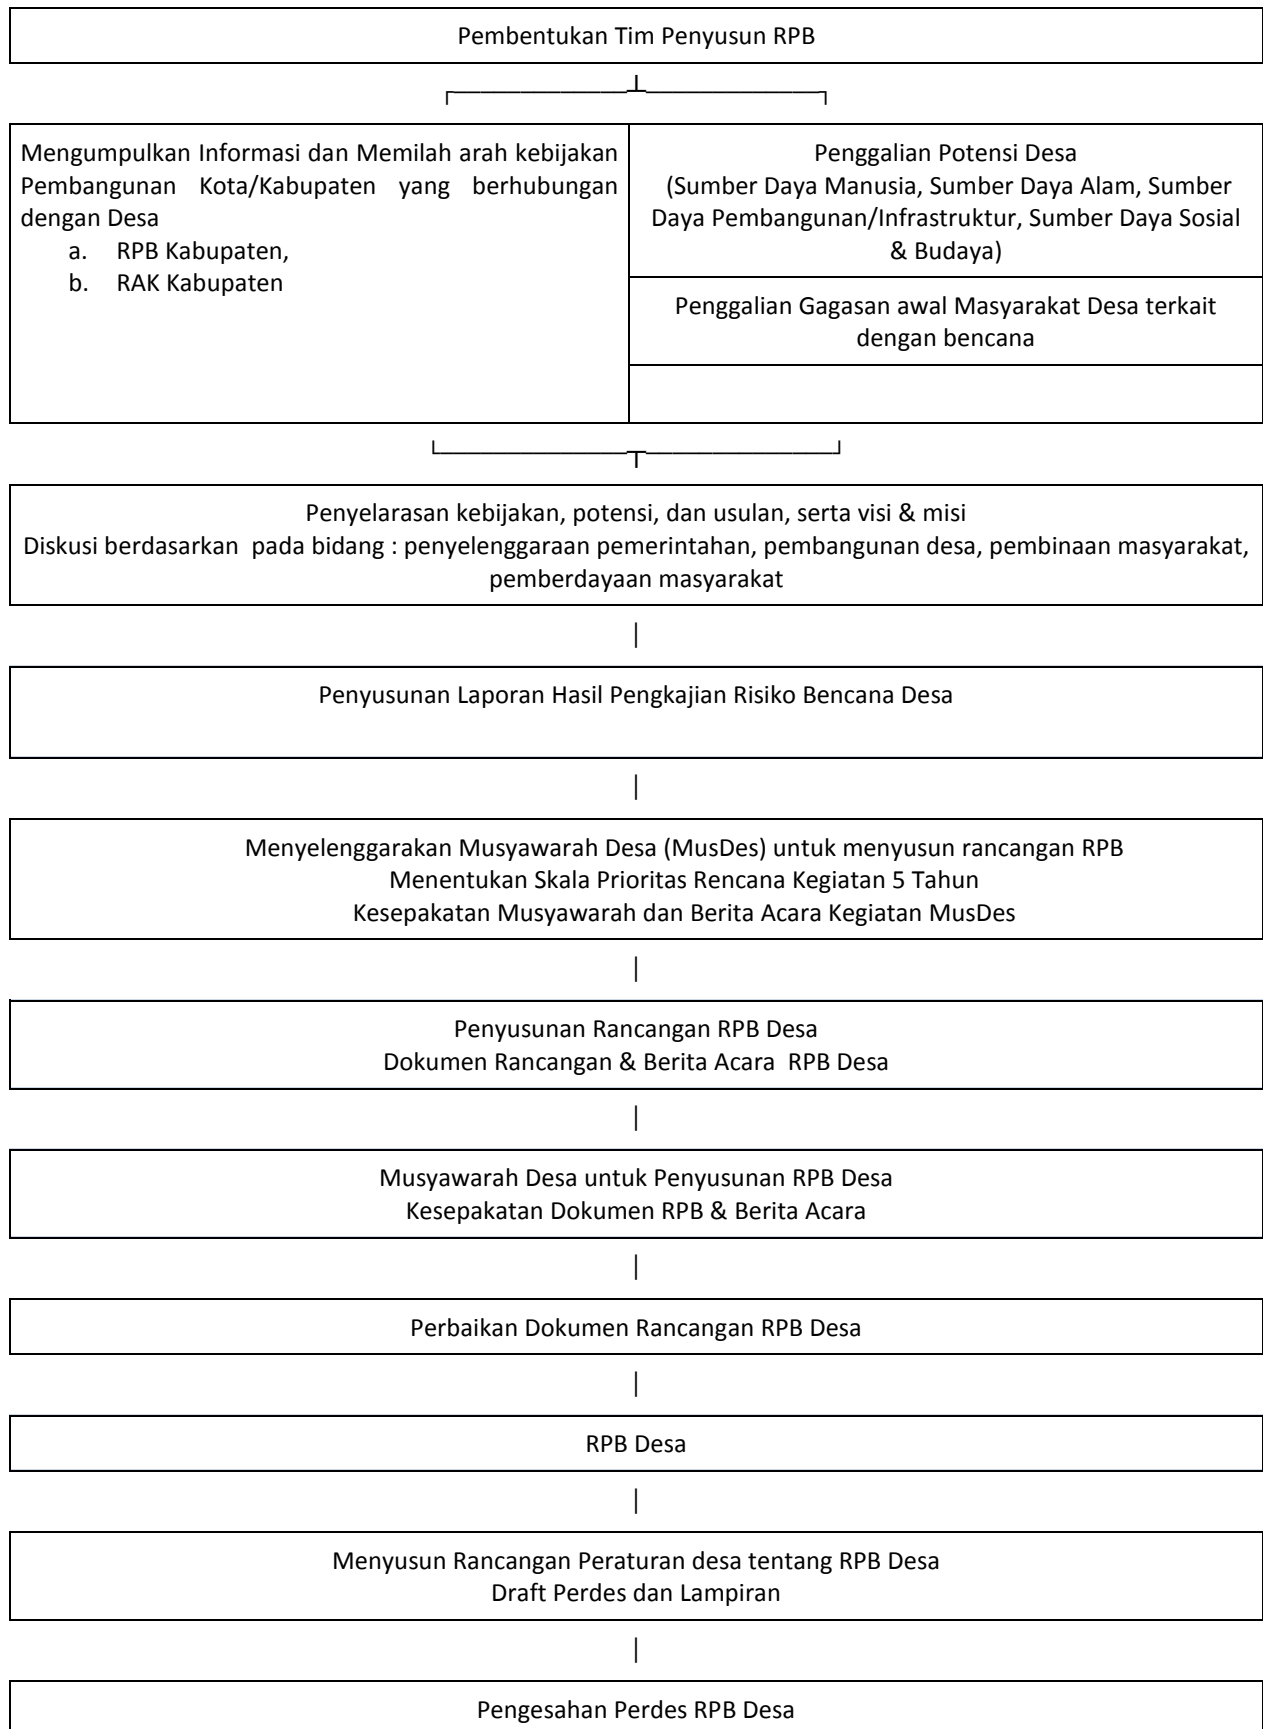 Pembentukan Tim Penyusun RPB
Mengumpulkan Informasi dan Memilah arah kebijakan
Pembangunan Kota/Kabupaten yang berhubungan
dengan Desa
a. RPB Kabupaten,
b. RAK Kabupaten
Penggalian Potensi Desa
(Sumber Daya Manusia, Sumber Daya Alam, Sumber
Daya Pembangunan/Infrastruktur, Sumber Daya Sosial
& Budaya)
Penggalian Gagasan awal Masyarakat Desa terkait
dengan bencana
Penyelarasan kebijakan, potensi, dan usulan, serta visi & misi
Diskusi berdasarkan pada bidang : penyelenggaraan pemerintahan, pembangunan desa, pembinaan masyarakat,
pemberdayaan masyarakat
Penyusunan Laporan Hasil Pengkajian Risiko Bencana Desa
Menyelenggarakan Musyawarah Desa (MusDes) untuk menyusun rancangan RPB
Menentukan Skala Prioritas Rencana Kegiatan 5 Tahun
Kesepakatan Musyawarah dan Berita Acara Kegiatan MusDes
Penyusunan Rancangan RPB Desa
Dokumen Rancangan & Berita Acara RPB Desa
Musyawarah Desa untuk Penyusunan RPB Desa
Kesepakatan Dokumen RPB & Berita Acara
Perbaikan Dokumen Rancangan RPB Desa
RPB Desa
Menyusun Rancangan Peraturan desa tentang RPB Desa
Draft Perdes dan Lampiran
Pengesahan Perdes RPB Desa